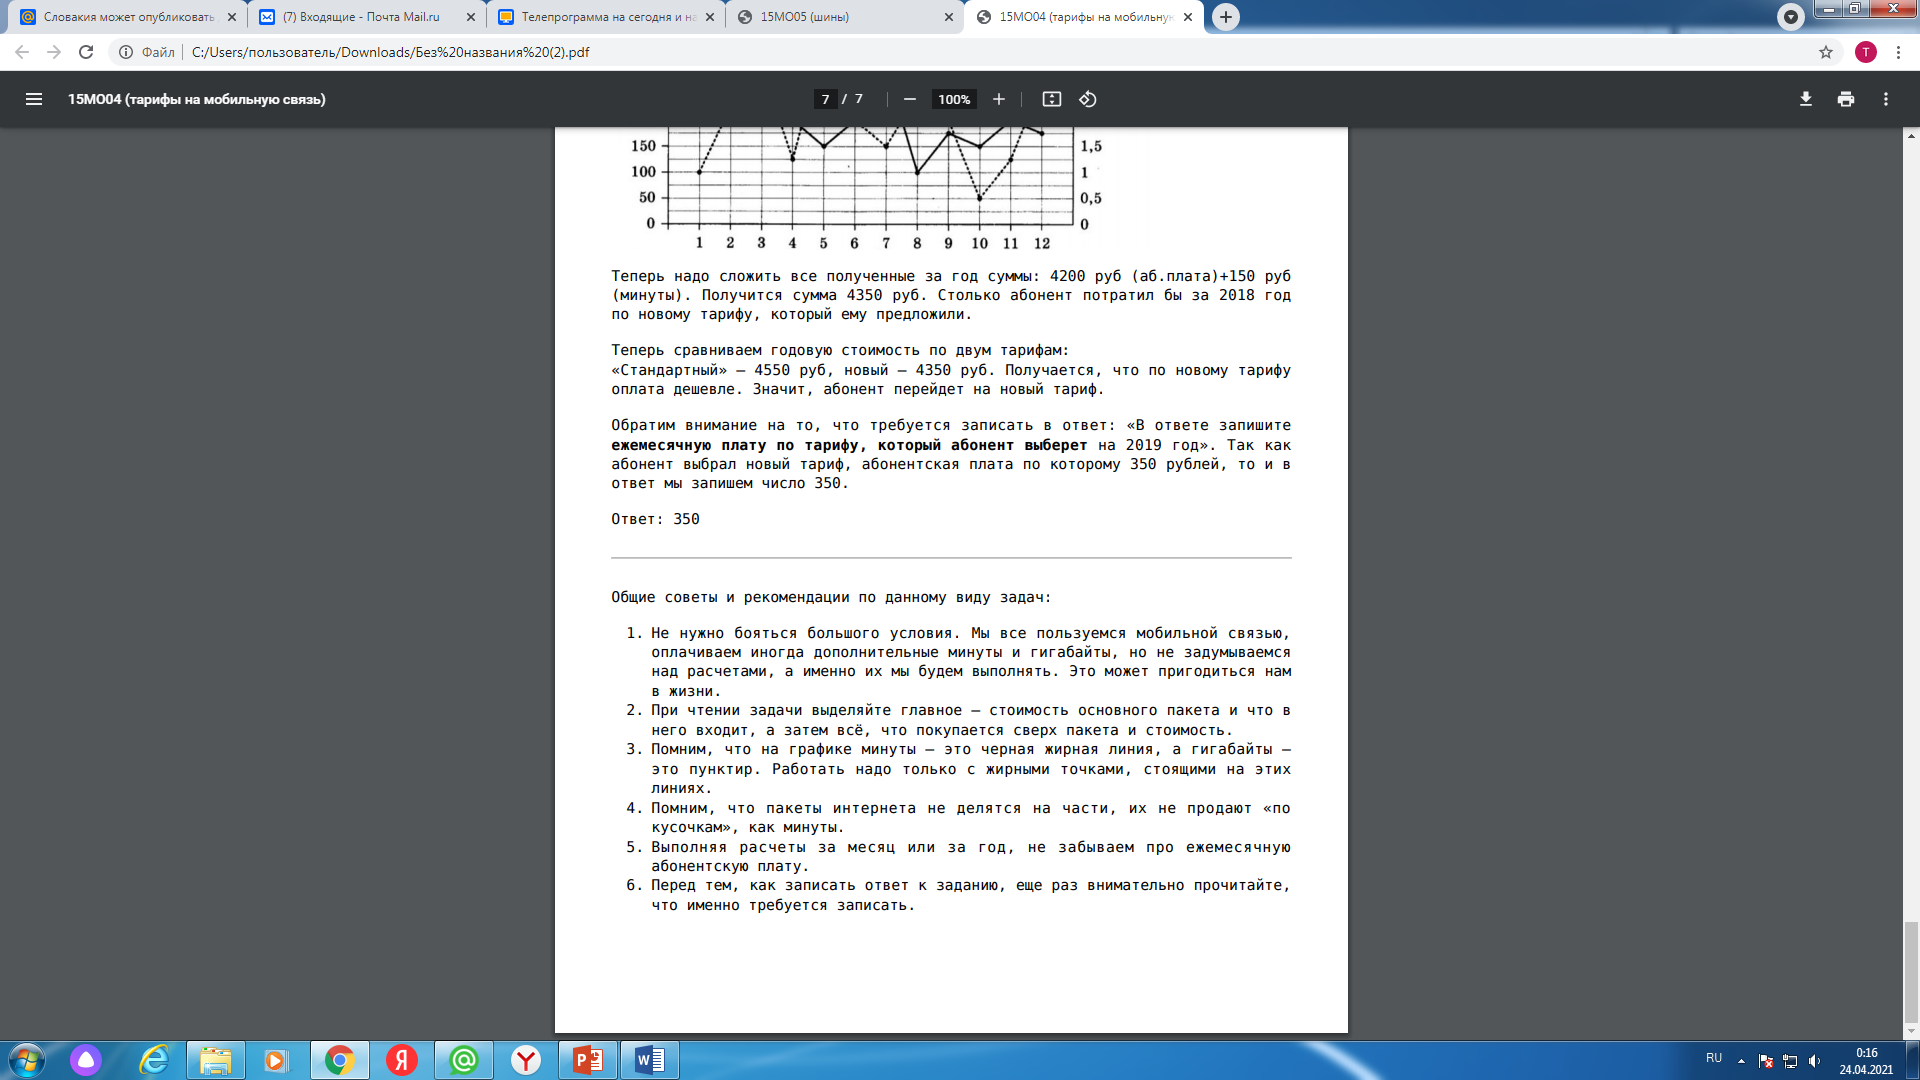 Словакия может опубликовать
(7) Входящие - Почта Mail.ru
Телепрограмма на сегодня и на
15МО05 (шины)
15МО04 (тарифы на мобильную
Файл
C:/Users/пользователь/Downloads/Без%20названия%20(2).pdf
T
15МО04 (тарифы на мобильную связь)
7 / 7
100%
150 1,5
100 1
50 0,5
0 0
1 2 3 4 5 6 7 8 9 10 11 12
Теперь надо сложить все полученные за год суммы: 4200 руб (аб.плата)+150 руб
(минуты). Получится сумма 4350 руб. Столько абонент потратил бы за 2018 год
по новому тарифу, который ему предложили.
Теперь сравниваем годовую стоимость по двум тарифам:
«Стандартный» – 4550 руб, новый – 4350 руб. Получается, что по новому тарифу
оплата дешевле. Значит, абонент перейдет на новый тариф.
Обратим внимание на то, что требуется записать в ответ: «В ответе запишите
ежемесячную плату по тарифу, который абонент выберет на 2019 год». Так как
абонент выбрал новый тариф, абонентская плата по которому 350 рублей, то и в
ответ мы запишем число 350.
Ответ: 350
Общие советы и рекомендации по данному виду задач:
1. Не нужно бояться большого условия. Мы все пользуемся мобильной связью,
оплачиваем иногда дополнительные минуты и гигабайты, но не задумываемся
над расчетами, а именно их мы будем выполнять. Это может пригодиться нам
в жизни.
2. При чтении задачи выделяйте главное – стоимость основного пакета и что в
него входит, а затем всё, что покупается сверх пакета и стоимость.
3. Помним, что на графике минуты – это черная жирная линия, а гигабайты –
это пунктир. Работать надо только с жирными точками, стоящими на этих
линиях.
4. Помним, что пакеты интернета не делятся на части, их не продают «по
кусочкам», как минуты.
5. Выполняя расчеты за месяц или за год, не забываем про ежемесячную
абонентскую плату.
6. Перед тем, как записать ответ к заданию, еще раз внимательно прочитайте,
что именно требуется записать.
RU
0:16
24.04.2021